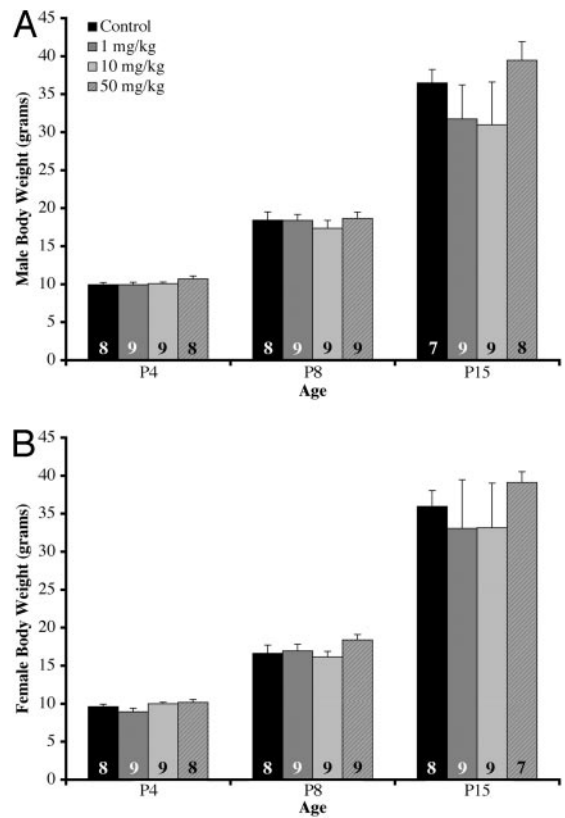 A
Control
1 mg/kg
10 mg/kg
50 mg/kg
Male Body Weight (grams)
45
40
35
30
25
20
15
10
5
0
8 9 9 8
8 9 9 9
7 9 9 8
P4 P8 P15
Age
B
Female Body Weight (grams)
45
40
35
30
25
20
15
10
5
0
8 9 9 8
8 9 9 9
8 9 9 7
P4 P8 P15
Age